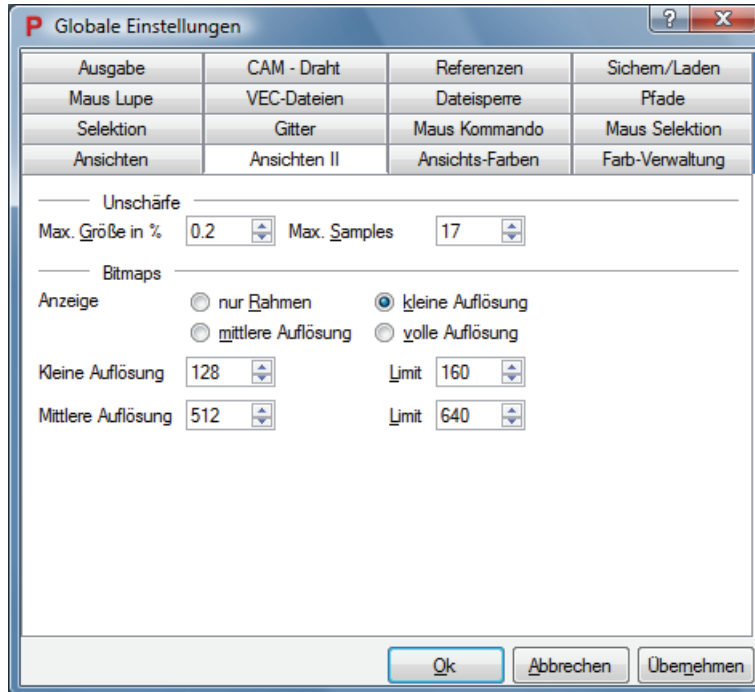 P Globale Einstellungen ? X
Ausgabe CAM - Draht Referenzen Sichern/Laden
Maus Lupe VEC-Dateien Dateisperre Pfade
Selektion Gitter Maus Kommando Maus Selektion
Ansichten Ansichten II Ansichts-Farben Farb-Verwaltung
Unschärfe
Max. Größe in % 0.2 Max. Samples 17
Bitmaps
Anzeige nur Rahmen kleine Auflösung
mittlere Auflösung volle Auflösung
Kleine Auflösung 128 Limit 160
Mittlere Auflösung 512 Limit 640
Ok Abbrechen Übernehmen